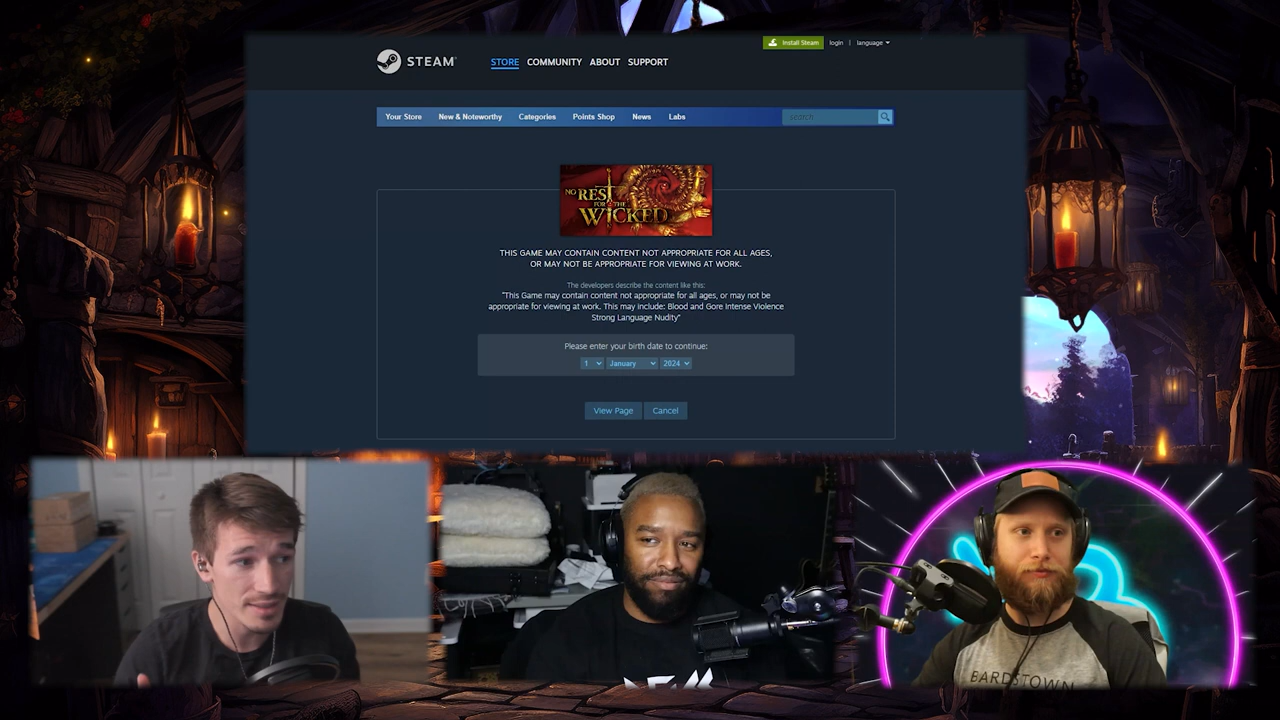 Install Steam login | language
STEAM STORE COMMUNITY ABOUT SUPPORT
Your Store New & Noteworthy Categories Points Shop News Labs search
NO REST FOR THE WICKED
THIS GAME MAY CONTAIN CONTENT NOT APPROPRIATE FOR ALL AGES,
OR MAY NOT BE APPROPRIATE FOR VIEWING AT WORK.
The developers describe the content like this:
"This Game may contain content not appropriate for all ages, or may not be
appropriate for viewing at work. This may include: Blood and Gore Intense Violence
Strong Language Nudity"
Please enter your birth date to continue:
1 January 2024
View Page Cancel
BARDSTOWN